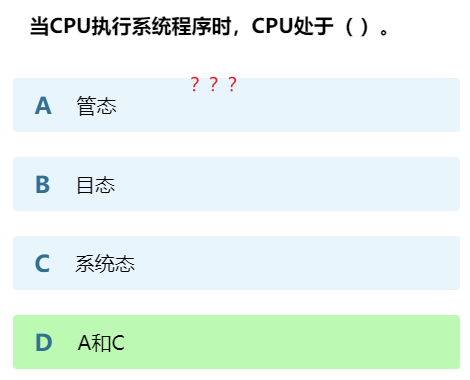 当CPU执行系统程序时，CPU处于（ ）。
？？？
A 管态
B 目态
C 系统态
D A和C